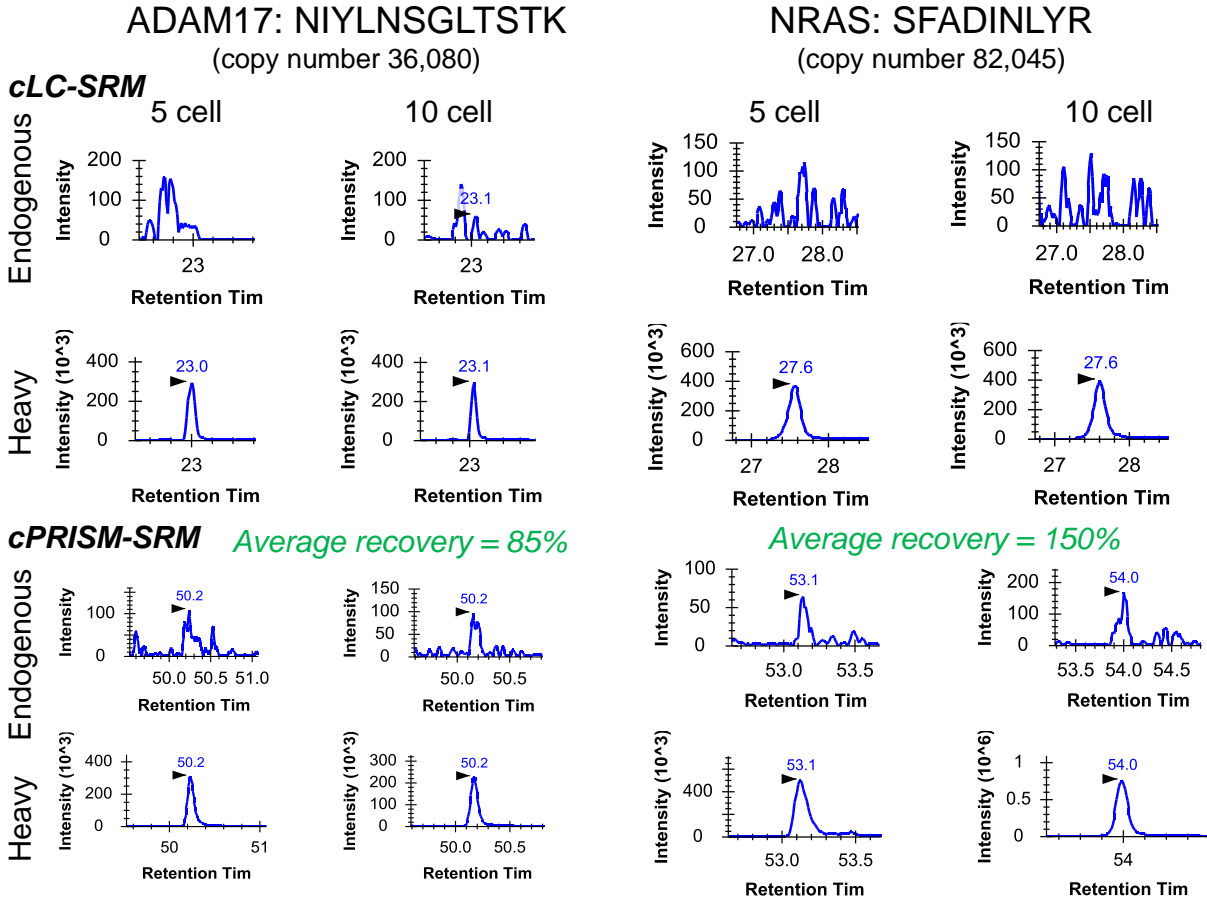 ADAM17: NIYLNSGLTSTK
(copy number 36,080)
NRAS: SFADINLYR
(copy number 82,045)
cLC-SRM
5 cell
10 cell
5 cell
10 cell
Endogenous
Intensity
200
100
0
23
Retention Tim
Intensity
200
100
0
23.1
23
Retention Tim
Intensity
150
100
50
0
27.0 28.0
Retention Tim
Intensity
150
100
50
0
27.0 28.0
Retention Tim
Heavy
Intensity (10^3)
400
200
0
23.0
23
Retention Tim
Intensity (10^3)
400
200
0
23.1
23
Retention Tim
Intensity (10^3)
600
400
200
0
27.6
27 28
Retention Tim
Intensity (10^3)
600
400
200
0
27.6
27 28
Retention Tim
cPRISM-SRM
Average recovery = 85%
Average recovery = 150%
Endogenous
Intensity
100
0
50.2
50.0 50.5 51.0
Retention Tim
Intensity
150
100
50
0
50.2
50.0 50.5
Retention Tim
Intensity
100
50
0
53.1
53.0 53.5
Retention Tim
Intensity
200
100
0
54.0
53.5 54.0 54.5
Retention Tim
Heavy
Intensity (10^3)
400
200
0
50.2
50 51
Retention Tim
Intensity (10^3)
300
200
100
0
50.2
50.0 50.5
Retention Tim
Intensity (10^3)
400
0
53.1
53.0 53.5
Retention Tim
Intensity (10^6)
1
0.5
0
54.0
54
Retention Tim